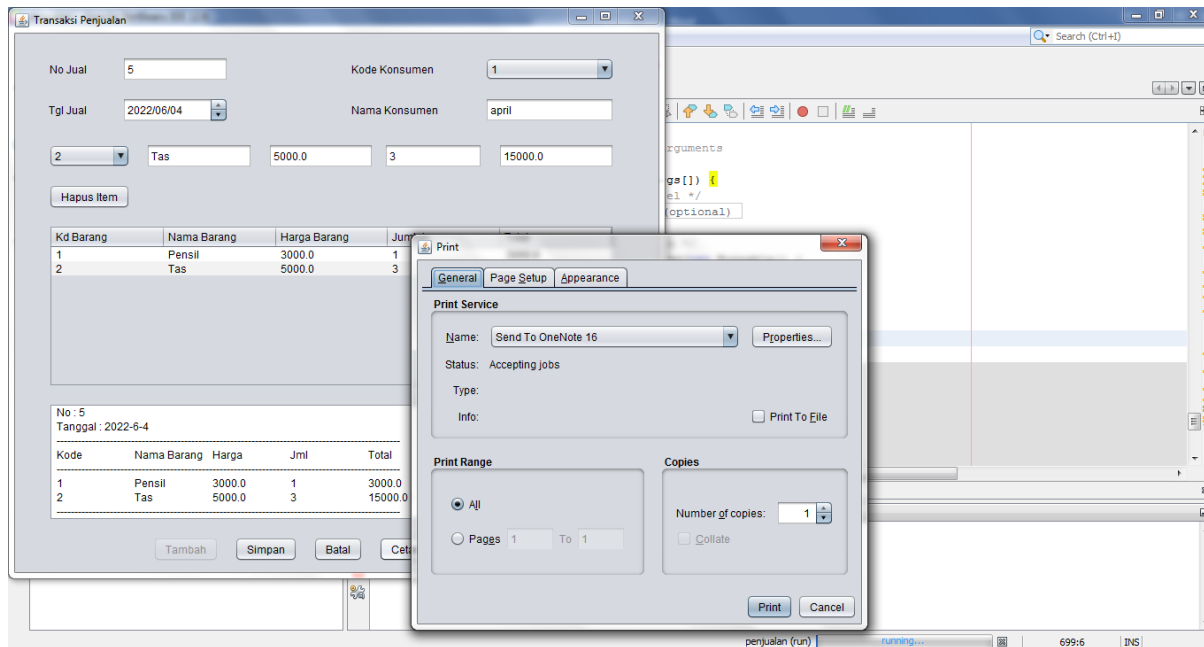 Transaksi Penjualan
Search (Ctrl+I)
No Jual 5 Kode Konsumen 1
Tgl Jual 2022/06/04 Nama Konsumen april
2 Tas 5000.0 3 15000.0
Hapus Item
Kd Barang Nama Barang Harga Barang
1 Pensil 3000.0 1
2 Tas 5000.0 3
No : 5
Tanggal : 2022-6-4
Kode Nama Barang Harga Jml Total
1 Pensil 3000.0 1 3000.0
2 Tas 5000.0 3 15000.0
Tambah Simpan Batal
rguments
gs[]) {
el */
(optional)
Print
General Page Setup Appearance
Print Service
Name: Send To OneNote 16 Properties...
Status: Accepting jobs
Type:
Info: Print To File
Print Range
All
Pages 1 To 1
Copies
Number of copies: 1
Collate
Print Cancel
penjualan (run) running... 699:6 INS